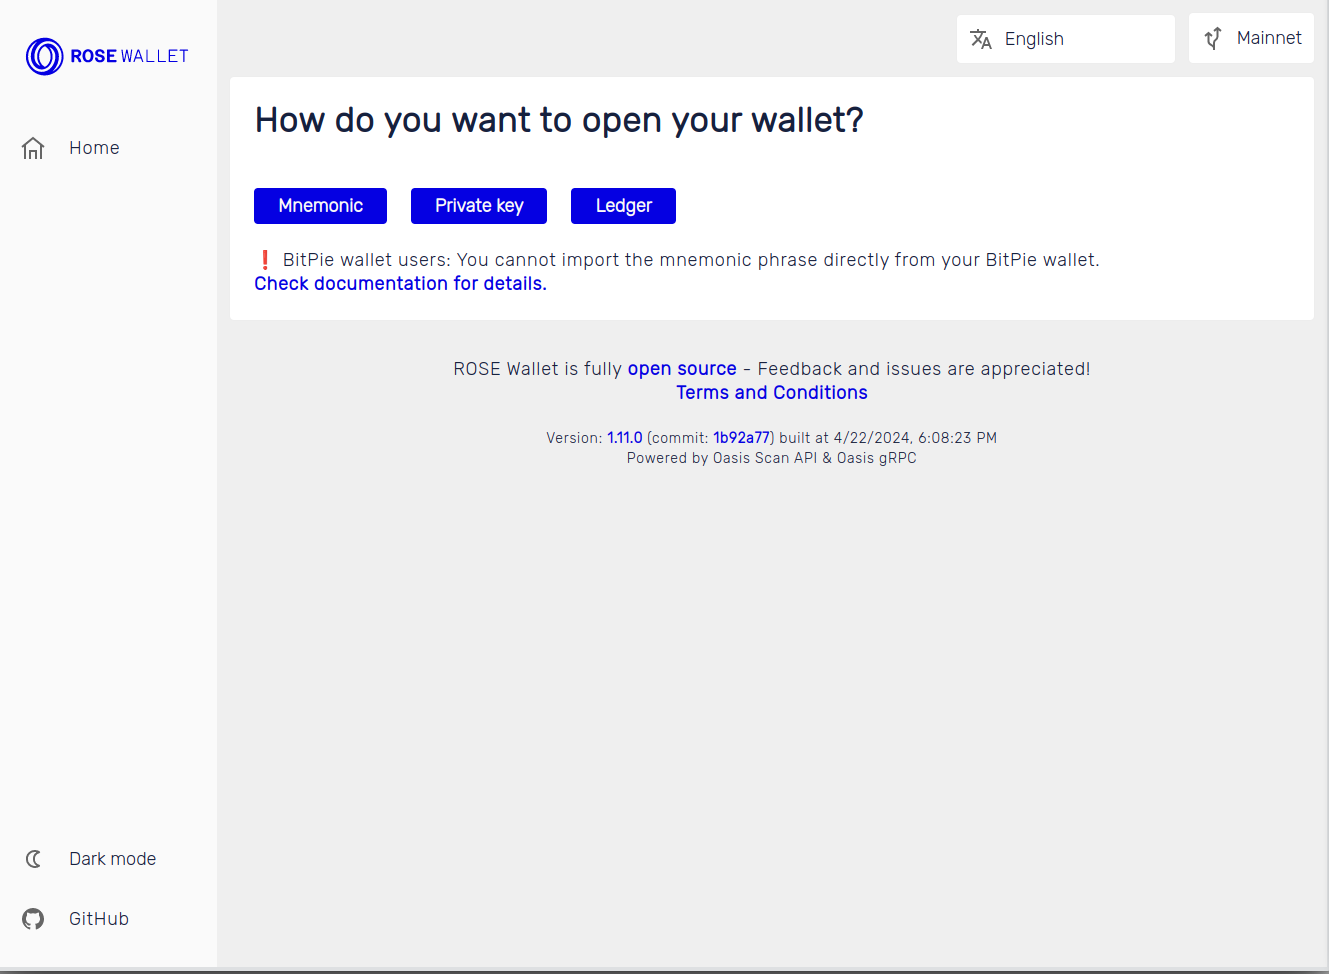 ROSE WALLET
English
Mainnet
Home
How do you want to open your wallet?
Mnemonic
Private key
Ledger
❗ BitPie wallet users: You cannot import the mnemonic phrase directly from your BitPie wallet.
Check documentation for details.
ROSE Wallet is fully open source - Feedback and issues are appreciated!
Terms and Conditions
Version: 1.11.0 (commit: 1b92a77) built at 4/22/2024, 6:08:23 PM
Powered by Oasis Scan API & Oasis gRPC
Dark mode
GitHub